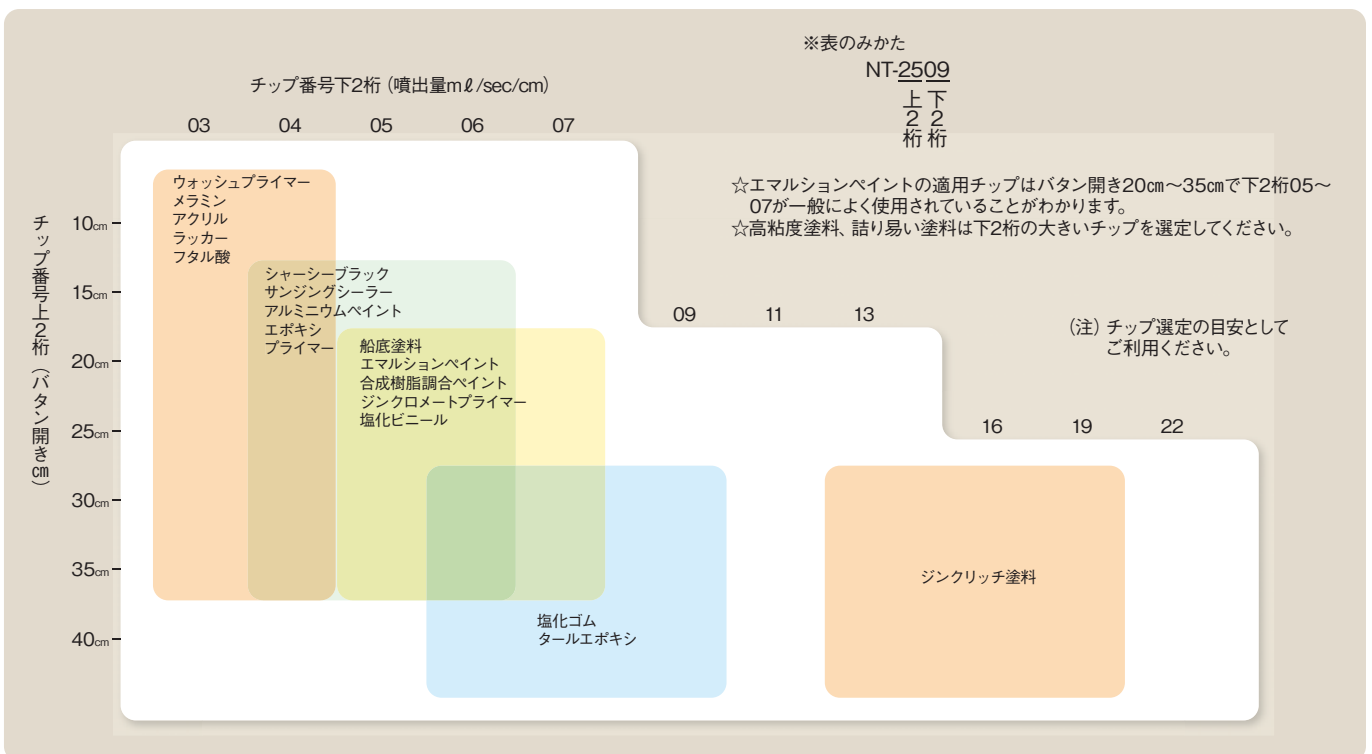 ※表のみかた
NT-2509
上2桁
下2桁
チップ番号下2桁（噴出量mℓ/sec/cm）
03 04 05 06 07
☆エマルションペイントの適用チップはパタン開き20㎝～35㎝で下2桁05～
07が一般によく使用されていることがわかります。
☆高粘度塗料、詰り易い塗料は下2桁の大きいチップを選定してください。
チップ番号上2桁（パタン開き㎝）
10㎝
15㎝
20㎝
25㎝
30㎝
35㎝
40㎝
ウォッシュプライマー
メラミン
アクリル
ラッカー
フタル酸
シャーシーブラック
サンジングシーラー
アルミニウムペイント
エポキシ
プライマー
船底塗料
エマルションペイント
合成樹脂調合ペイント
ジンクロメートプライマー
塩化ビニール
09 11 13
（注）チップ選定の目安として
ご利用ください。
16 19 22
塩化ゴム
タールエポキシ
ジンクリッチ塗料